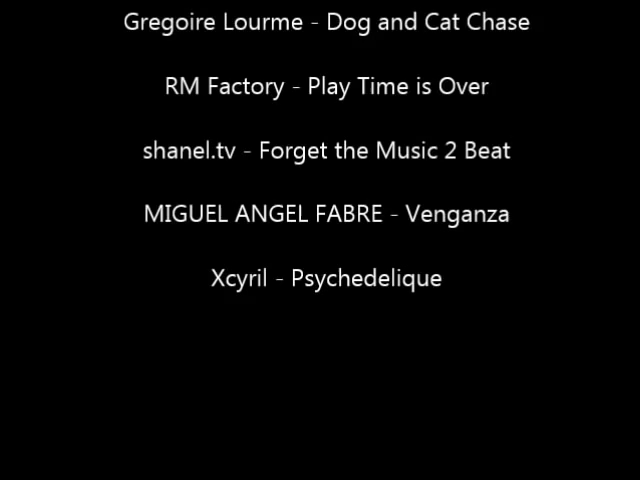 Gregoire Lourme - Dog and Cat Chase
RM Factory - Play Time is Over
shanel.tv - Forget the Music 2 Beat
MIGUEL ANGEL FABRE - Venganza
Xcyril - Psychedelique